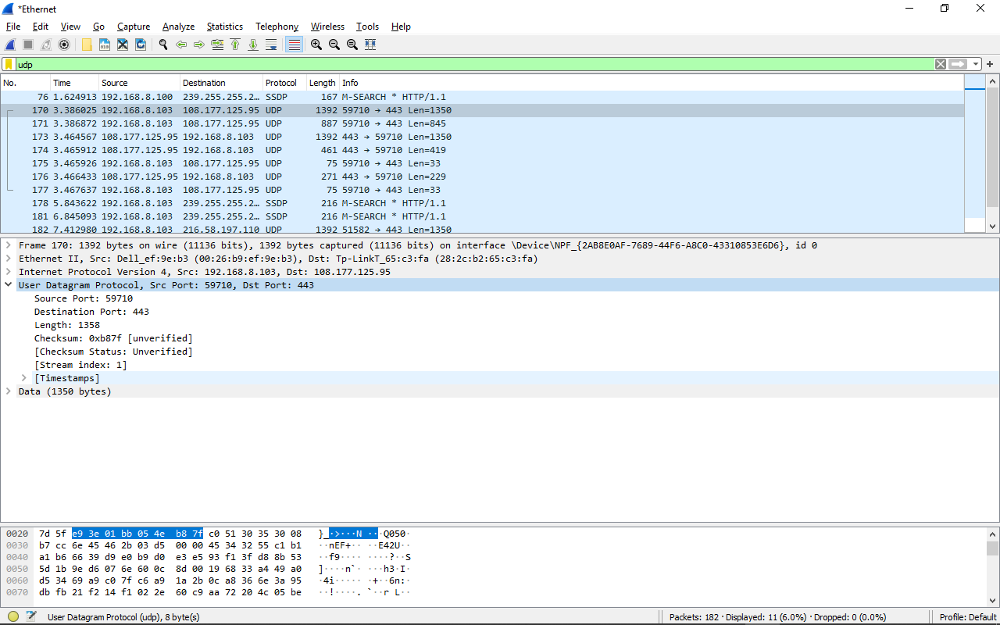 *Ethernet
File Edit View Go Capture Analyze Statistics Telephony Wireless Tools Help
udp
No. Time Source Destination Protocol Length Info
76 1.624913 192.168.8.100 239.255.255.2… SSDP 167 M-SEARCH * HTTP/1.1
170 3.386025 192.168.8.103 108.177.125.95 UDP 1392 59710 → 443 Len=1350
171 3.386872 192.168.8.103 108.177.125.95 UDP 887 59710 → 443 Len=845
173 3.464567 108.177.125.95 192.168.8.103 UDP 1392 443 → 59710 Len=1350
174 3.465912 108.177.125.95 192.168.8.103 UDP 461 443 → 59710 Len=419
175 3.465926 192.168.8.103 108.177.125.95 UDP 75 59710 → 443 Len=33
176 3.466433 108.177.125.95 192.168.8.103 UDP 271 443 → 59710 Len=229
177 3.467637 192.168.8.103 108.177.125.95 UDP 75 59710 → 443 Len=33
178 5.843622 192.168.8.103 239.255.255.2… SSDP 216 M-SEARCH * HTTP/1.1
181 6.845093 192.168.8.103 239.255.255.2… SSDP 216 M-SEARCH * HTTP/1.1
182 7.412980 192.168.8.103 216.58.197.110 UDP 1392 51582 → 443 Len=1350
Frame 170: 1392 bytes on wire (11136 bits), 1392 bytes captured (11136 bits) on interface \Device\NPF_{2AB8E0AF-7689-44F6-A8C0-43310853E6D6}, id 0
Ethernet II, Src: Dell_ef:9e:b3 (00:26:b9:ef:9e:b3), Dst: Tp-LinkT_65:c3:fa (28:2c:b2:65:c3:fa)
Internet Protocol Version 4, Src: 192.168.8.103, Dst: 108.177.125.95
User Datagram Protocol, Src Port: 59710, Dst Port: 443
Source Port: 59710
Destination Port: 443
Length: 1358
Checksum: 0xb87f [unverified]
[Checksum Status: Unverified]
[Stream index: 1]
[Timestamps]
Data (1350 bytes)
0020 7d 5f e9 3e 01 bb 05 4e b8 7f c0 51 30 35 30 08 }_·>···N ···Q050·
0030 b7 cc 6e 45 46 2b 03 d5 00 00 45 34 32 55 c1 b1 ··nEF+·· ··E42U··
0040 a1 b6 66 39 d9 e0 b9 d0 e3 e5 93 f1 3f d8 8b 53 ··f9···· ····?··S
0050 5d 1b 9e d6 07 6e 60 0c 8d 00 19 68 33 a4 49 a0 ]····n`· ···h3·I·
0060 d5 34 69 a9 c0 7f c6 a9 1a 2b 0c a8 36 6e 3a 95 ·4i····· ·+··6n:·
0070 db fb 21 f2 14 f1 02 2e 60 c9 aa 72 20 4c 05 be ··!····. `··r L··
User Datagram Protocol (udp), 8 byte(s)
Packets: 182 · Displayed: 11 (6.0%) · Dropped: 0 (0.0%)
Profile: Default